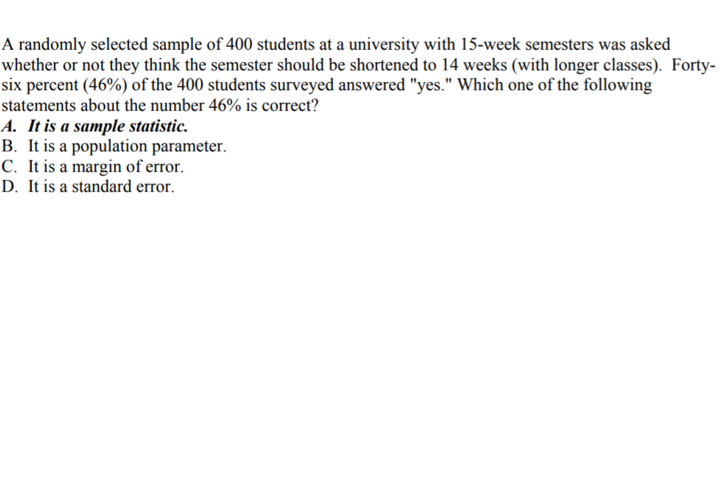 A randomly selected sample of 400 students at a university with 15-week semesters was asked
whether or not they think the semester should be shortened to 14 weeks (with longer classes).  Forty-
six percent (46%) of the 400 students surveyed answered "yes." Which one of the following
statements about the number 46% is correct?
A.  It is a sample statistic.
B.  It is a population parameter.
C.  It is a margin of error.
D.  It is a standard error.